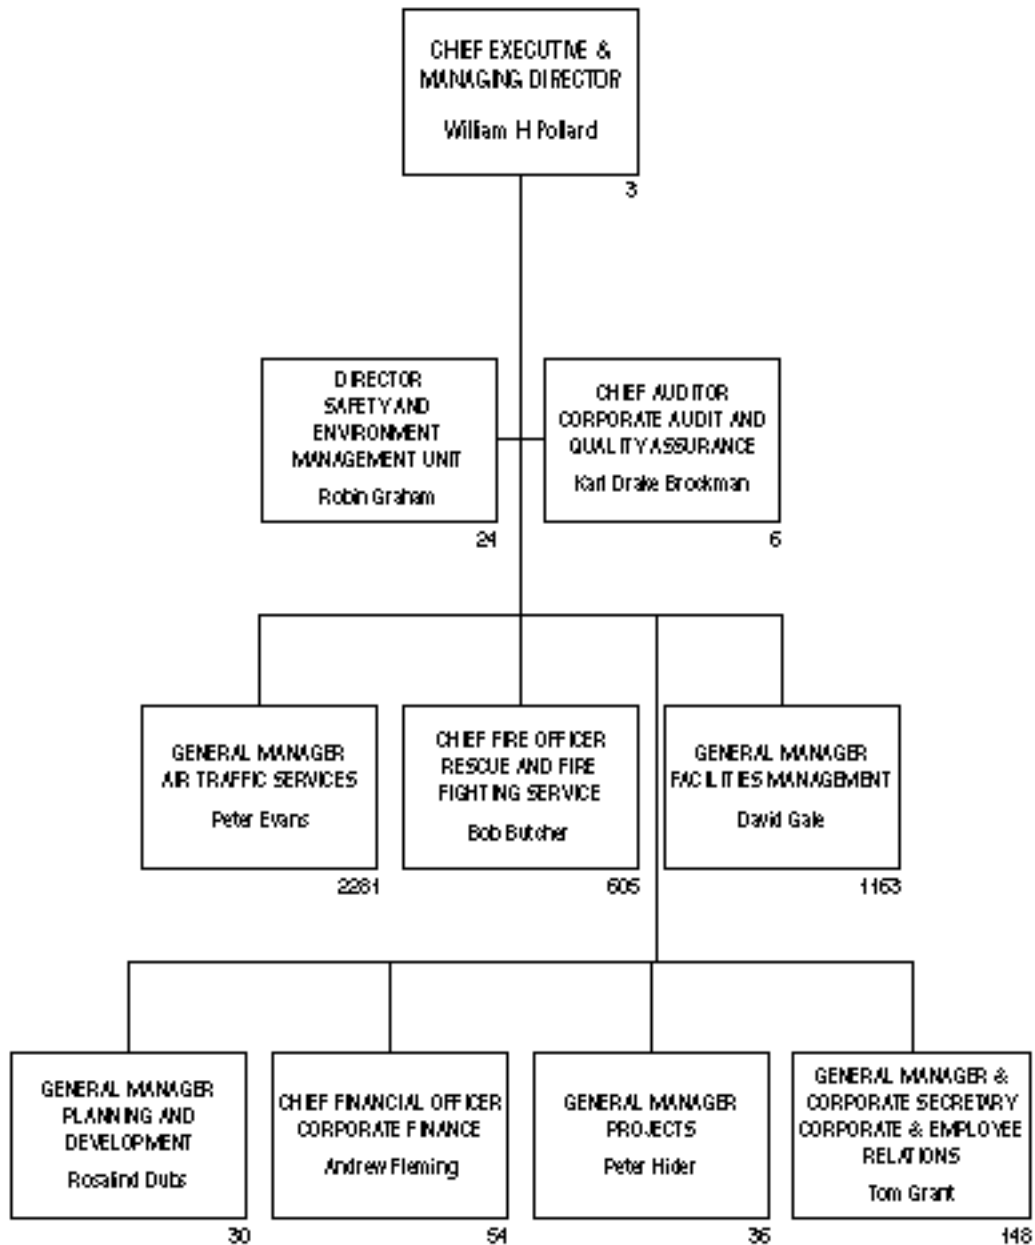 CHIEF EXECUTIVE &
MANAGING DIRECTOR
William H Pollard
3
DIRECTOR
SAFETY AND
ENVIRONMENT
MANAGEMENT UNIT
Robin Graham
24
CHIEF AUDITOR
CORPORATE AUDIT AND
QUALITY ASSURANCE
Karl Drake Brockman
6
GENERAL MANAGER
AIR TRAFFIC SERVICES
Peter Evans
2281
CHIEF FIRE OFFICER
RESCUE AND FIRE
FIGHTING SERVICE
Bob Butcher
605
GENERAL MANAGER
FACILITIES MANAGEMENT
David Gale
1163
GENERAL MANAGER
PLANNING AND
DEVELOPMENT
Rosalind Dubs
30
CHIEF FINANCIAL OFFICER
CORPORATE FINANCE
Andrew Fleming
54
GENERAL MANAGER
PROJECTS
Peter Hider
36
GENERAL MANAGER &
CORPORATE SECRETARY
CORPORATE & EMPLOYEE
RELATIONS
Tom Grant
148